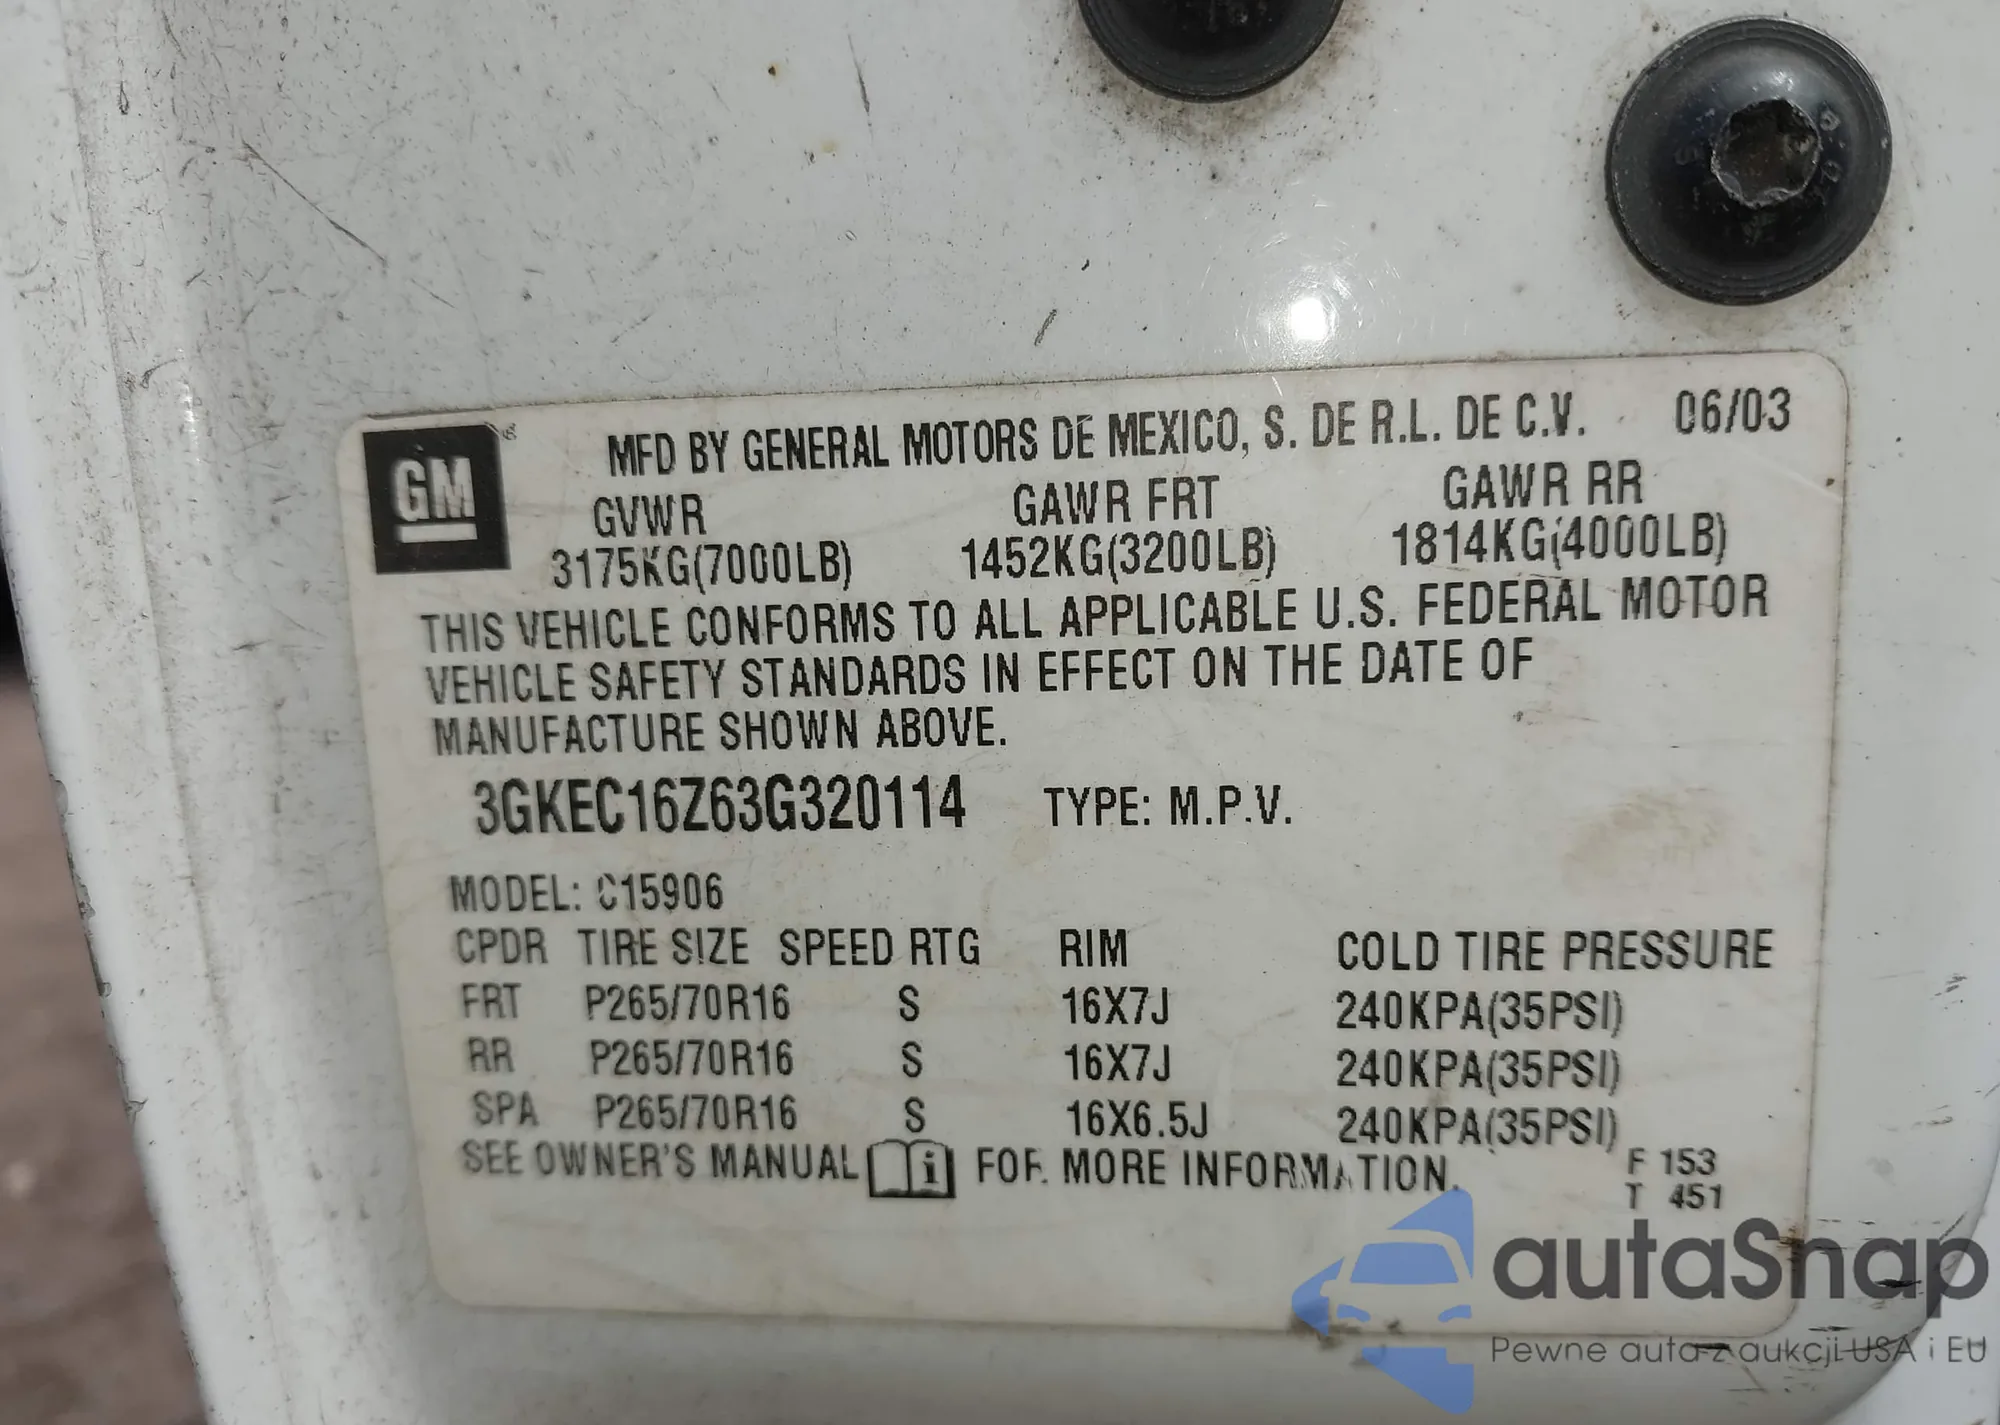 GM
MFD BY GENERAL MOTORS DE MEXICO, S. DE R.L. DE C.V. 06/03
GVWR GAWR FRT GAWR RR
3175KG(7000LB) 1452KG(3200LB) 1814KG(4000LB)
THIS VEHICLE CONFORMS TO ALL APPLICABLE U.S. FEDERAL MOTOR
VEHICLE SAFETY STANDARDS IN EFFECT ON THE DATE OF
MANUFACTURE SHOWN ABOVE.
3GKEC16Z63G320114 TYPE: M.P.V.
MODEL: C15906
CPDR TIRE SIZE SPEED RTG RIM COLD TIRE PRESSURE
FRT P265/70R16 S 16X7J 240KPA(35PSI)
RR P265/70R16 S 16X7J 240KPA(35PSI)
SPA P265/70R16 S 16X6.5J 240KPA(35PSI)
SEE OWNER'S MANUAL i FOR MORE INFORMATION.
F 153
T 451
autaSnap
Pewne auta z aukcji USA i EU